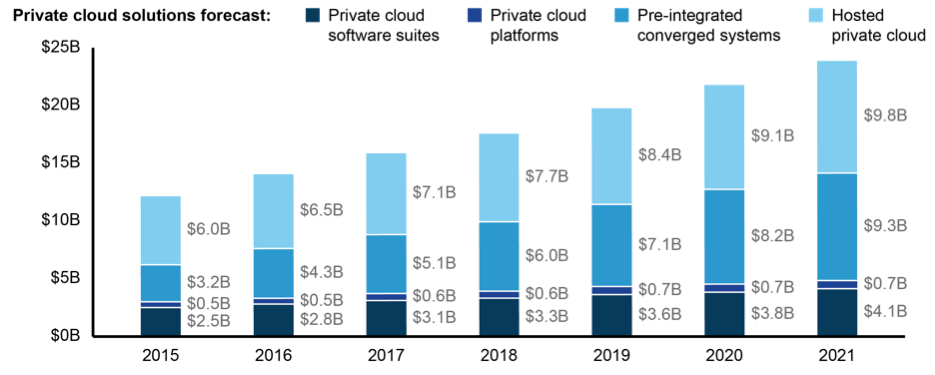 Private cloud solutions forecast:
Private cloud
software suites
Private cloud
platforms
Pre-integrated
converged systems
Hosted
private cloud
$25B
$20B
$15B
$10B
$5B
$0B
$6.0B
$3.2B
$0.5B
$2.5B
$6.5B
$4.3B
$0.5B
$2.8B
$7.1B
$5.1B
$0.6B
$3.1B
$7.7B
$6.0B
$0.6B
$3.3B
$8.4B
$7.1B
$0.7B
$3.6B
$9.1B
$8.2B
$0.7B
$3.8B
$9.8B
$9.3B
$0.7B
$4.1B
2015 2016 2017 2018 2019 2020 2021